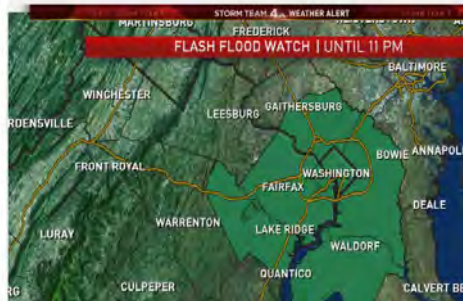 STORM TEAM 4 WEATHER ALERT
MARTINSBURG
FREDERICK
FLASH FLOOD WATCH | UNTIL 11 PM
BALTIMORE
WINCHESTER
GAITHERSBURG
LEESBURG
BOWIE
ANNAPOL
FRONT ROYAL
WASHINGTON
FAIRFAX
WARRENTON
DEALE
LURAY
LAKE RIDGE
WALDORF
QUANTICO
CULPEPER
CALVERT BE